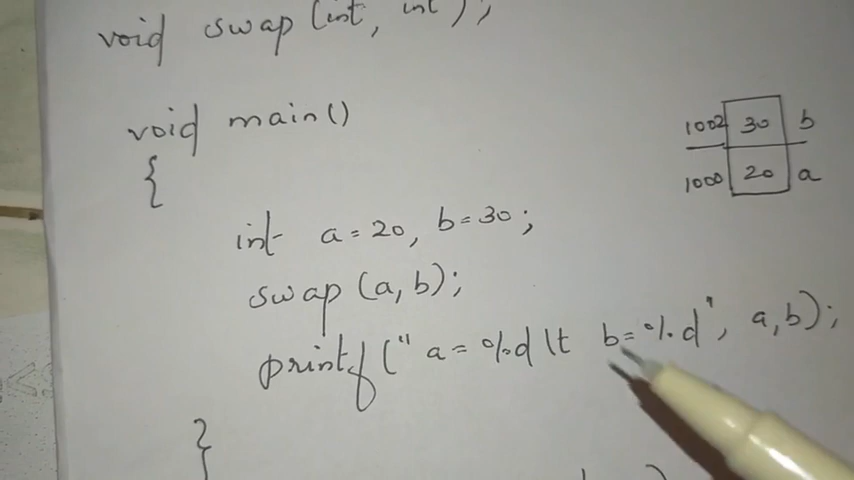 void swap (int, int);
void main()
{
1002 30 b
1000 20 a
int a=20, b=30;
swap (a,b);
printf(" a=%d \t b=%d", a,b);
}